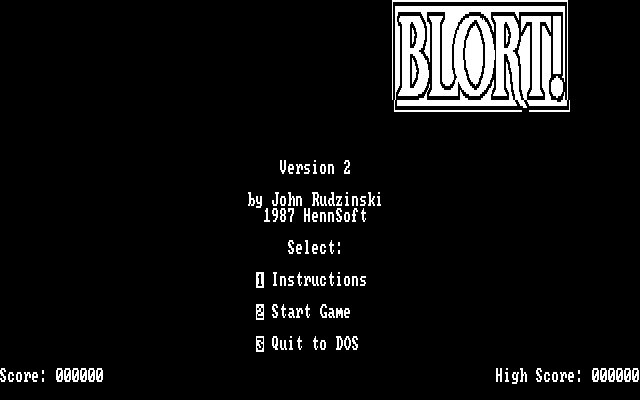 BLORT!
Version 2
by John Rudzinski
1987 HennSoft
Select:
1 Instructions
2 Start Game
3 Quit to DOS
Score: 000000
High Score: 000000